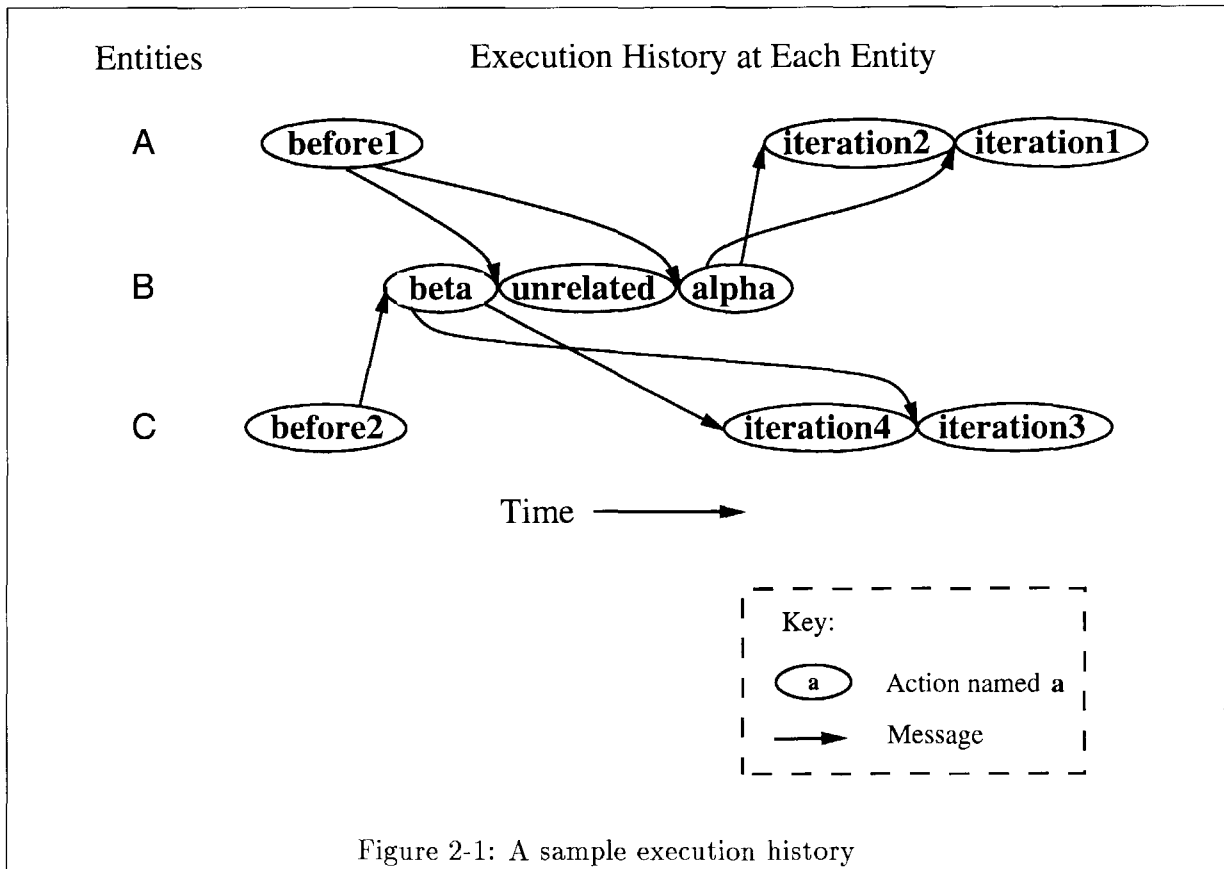 Entities Execution History at Each Entity
A before1 iteration2 iteration1
B beta unrelated alpha
C before2 iteration4 iteration3
Time
Key:
a Action named a
Message
Figure 2-1: A sample execution history